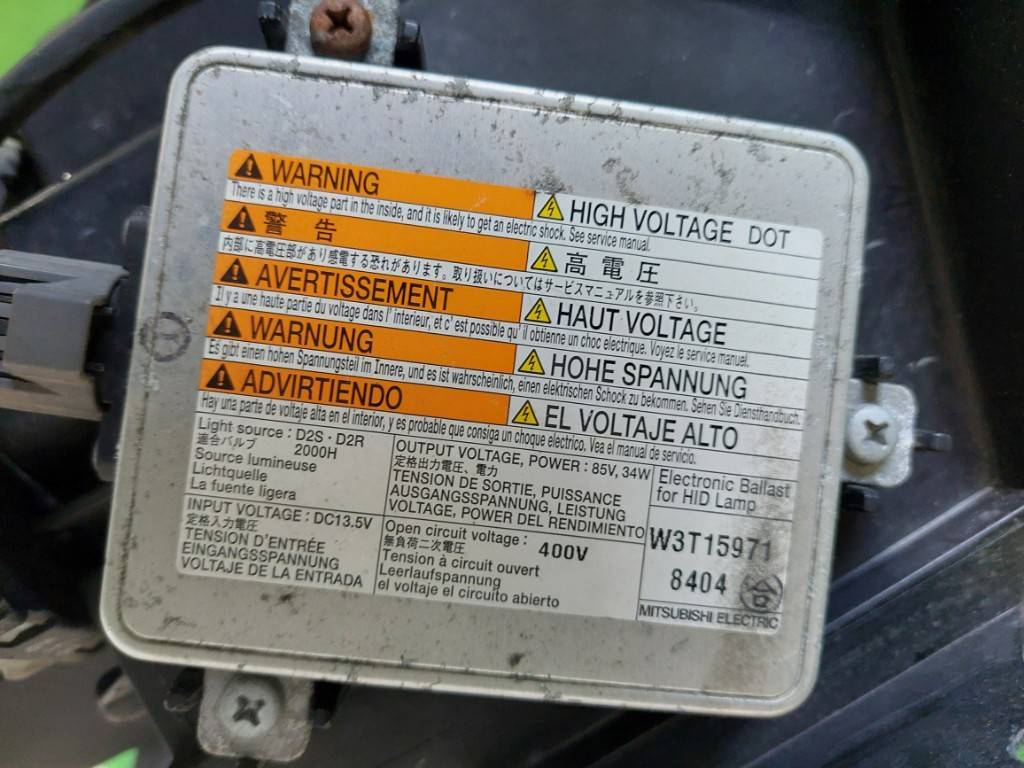 WARNING
There is a high voltage part in the inside, and it is likely to get an electric shock. See service manual.
HIGH VOLTAGE DOT
警 告
内部に高電圧部があり感電する恐れがあります。取り扱いについてはサービスマニュアルを参照下さい。
高 電 圧
AVERTISSEMENT
Il y a une haute partie du voltage dans l' interieur, et c' est possible qu' il obtienne un choc electrique. Voyez le service manuel.
HAUT VOLTAGE
WARNUNG
Es gibt einen hohen Spannungsteil im Innere, und es ist wahrscheinlich, einen elektrischen Schock zu bekommen. Sehen Sie Diensthandbuch.
HOHE SPANNUNG
ADVIRTIENDO
Hay una parte de voltaje alta en el interior, y es probable que consiga un choque electrico. Vea el manual de servicio.
EL VOLTAJE ALTO
Light source : D2S・D2R
適合バルブ 2000H
Source lumineuse
Lichtquelle
La fuente ligera
OUTPUT VOLTAGE, POWER : 85V, 34W
定格出力電圧、電力
TENSION DE SORTIE, PUISSANCE
AUSGANGSSPANNUNG, LEISTUNG
VOLTAGE, POWER DEL RENDIMIENTO
Electronic Ballast
for HID Lamp
INPUT VOLTAGE : DC13.5V
定格入力電圧
TENSION D'ENTRÉE
EINGANGSSPANNUNG
VOLTAJE DE LA ENTRADA
Open circuit voltage : 400V
無負荷二次電圧
Tension à circuit ouvert
Leerlaufspannung
el voltaje el circuito abierto
W3T15971
8404 合
MITSUBISHI ELECTRIC